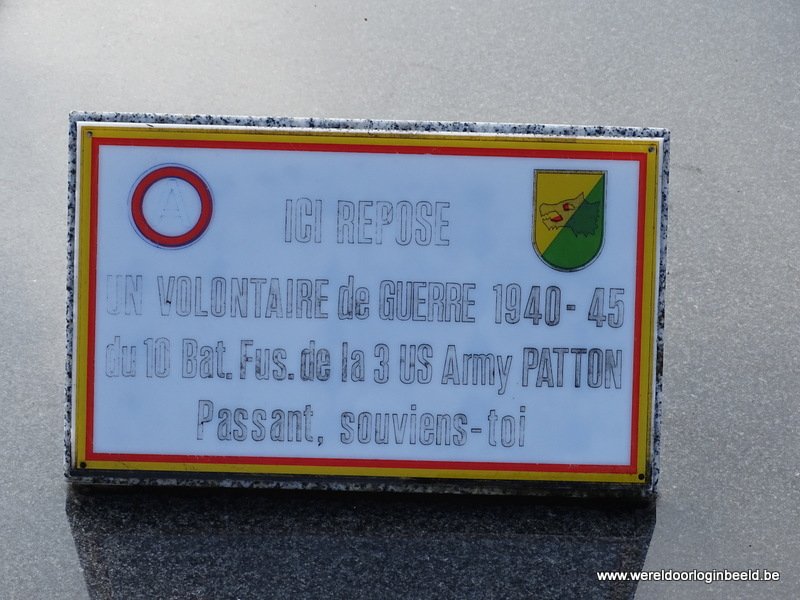 A
ICI REPOSE
UN VOLONTAIRE de GUERRE 1940-45
du 10 Bat. Fus. de la 3 US Army PATTON
Passant, souviens-toi
www.wereldoorloginbeeld.be